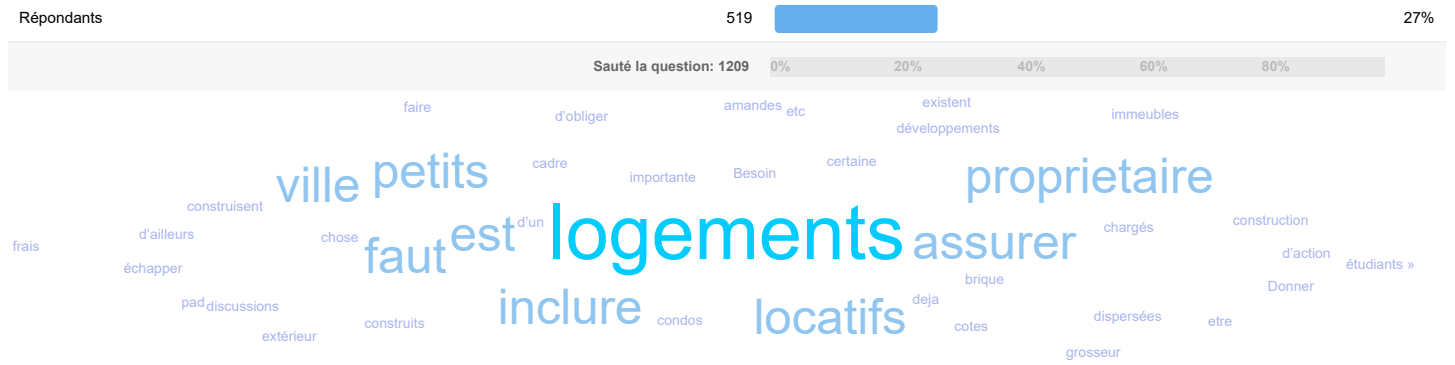 Répondants 519 27%
Sauté la question: 1209 0% 20% 40% 60% 80%
faire d'obliger amandes etc existent immeubles
développements
ville petits cadre importante Besoin certaine proprietaire
construisent
frais d'ailleurs chose faut est d'un logements assurer chargés construction
échapper d'action étudiants »
pad discussions inclure brique Donner
extérieur construits condos locatifs deja cotes dispersées etre
grosseur